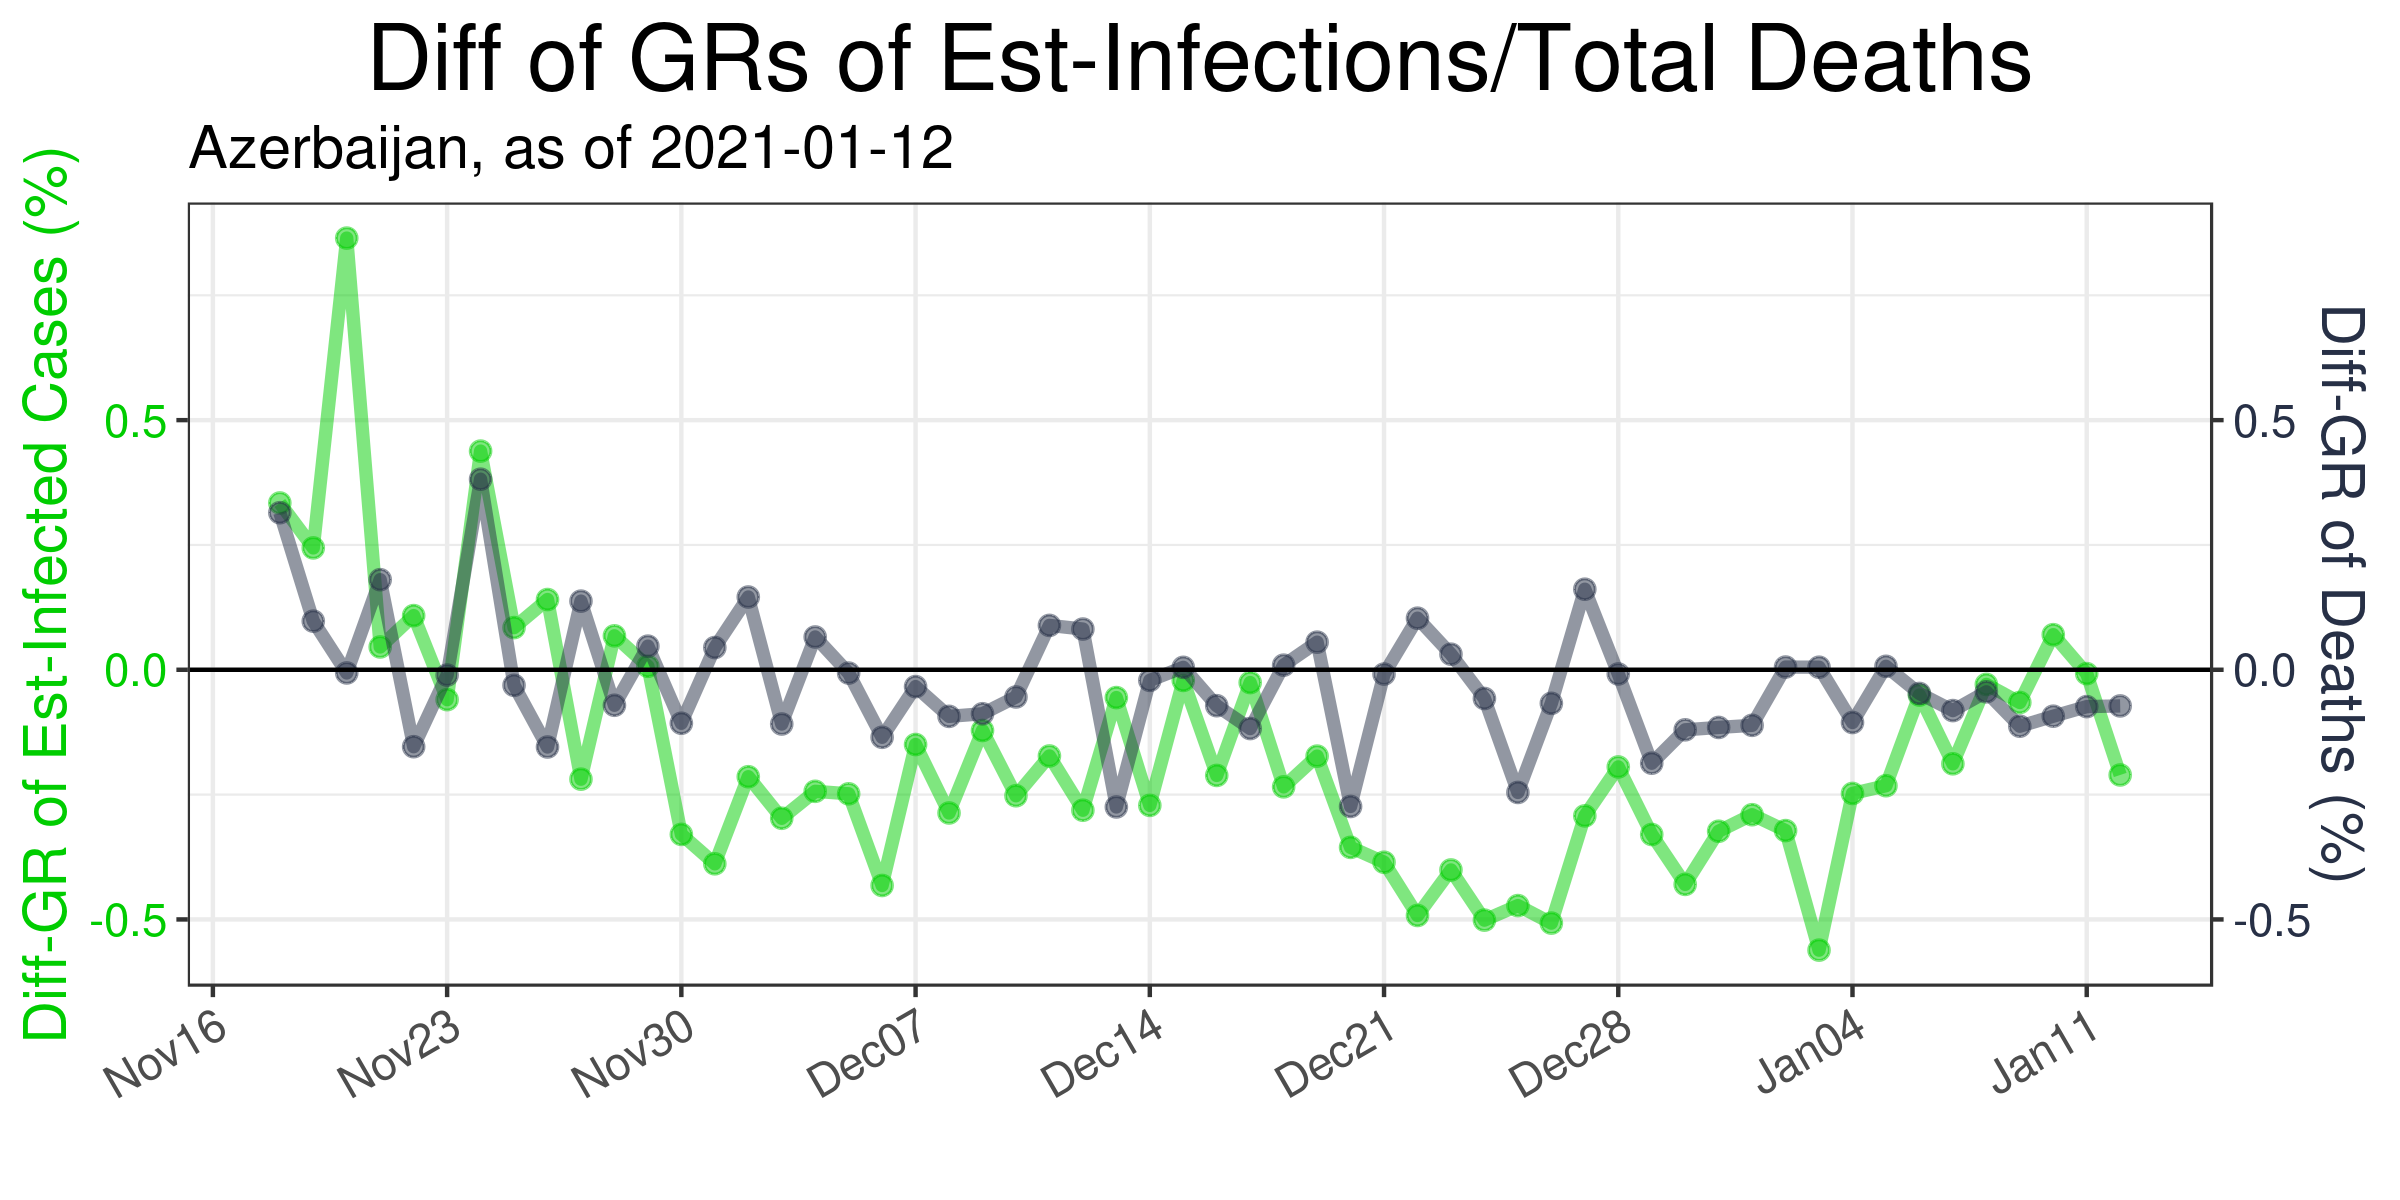 Diff of GRs of Est-Infections/Total Deaths
Azerbaijan, as of 2021-01-12
Diff-GR of Est-Infected Cases (%)
0.5
0.0
-0.5
0.5
0.0
-0.5
Diff-GR of Deaths (%)
Nov16
Nov23
Nov30
Dec07
Dec14
Dec21
Dec28
Jan04
Jan11